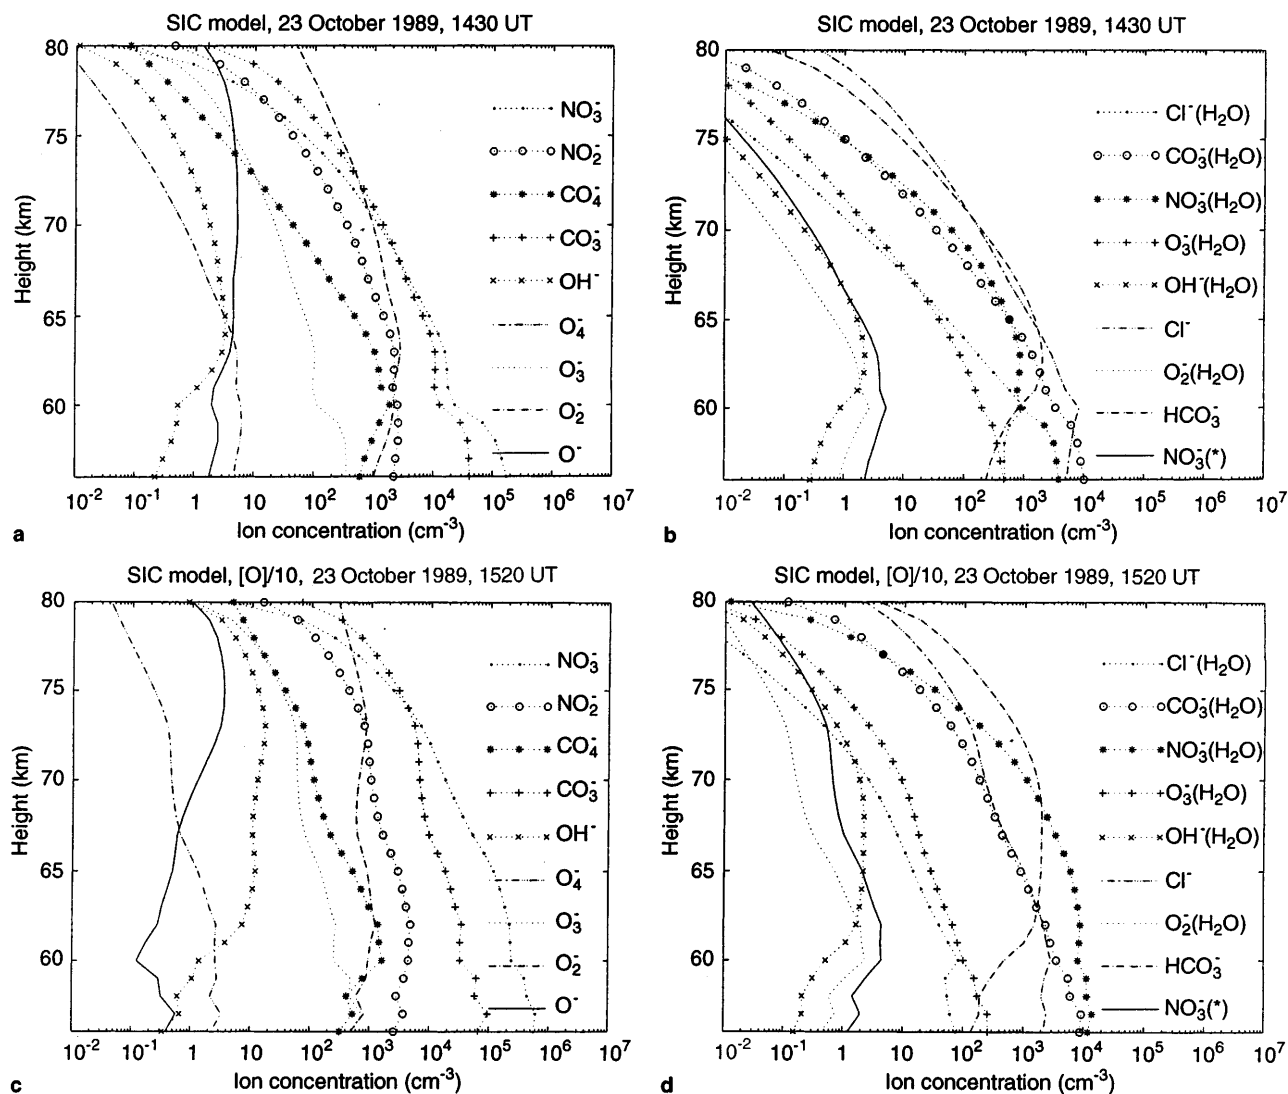 SIC model, 23 October 1989, 1430 UT
80
75
70
65
60
Height (km)
NO₃⁻
NO₂⁻
CO₄⁻
CO₃⁻
OH⁻
O₄⁻
O₃⁻
O₂⁻
O⁻
10⁻² 10⁻¹ 1 10 10² 10³ 10⁴ 10⁵ 10⁶ 10⁷
Ion concentration (cm⁻³)
a
SIC model, 23 October 1989, 1430 UT
80
75
70
65
60
Height (km)
Cl⁻(H₂O)
CO₃⁻(H₂O)
NO₃⁻(H₂O)
O₃⁻(H₂O)
OH⁻(H₂O)
Cl⁻
O₂⁻(H₂O)
HCO₃⁻
NO₃⁻(*)
10⁻² 10⁻¹ 1 10 10² 10³ 10⁴ 10⁵ 10⁶ 10⁷
Ion concentration (cm⁻³)
b
SIC model, [O]/10, 23 October 1989, 1520 UT
80
75
70
65
60
Height (km)
NO₃⁻
NO₂⁻
CO₄⁻
CO₃⁻
OH⁻
O₄⁻
O₃⁻
O₂⁻
O⁻
10⁻² 10⁻¹ 1 10 10² 10³ 10⁴ 10⁵ 10⁶ 10⁷
Ion concentration (cm⁻³)
c
SIC model, [O]/10, 23 October 1989, 1520 UT
80
75
70
65
60
Height (km)
Cl⁻(H₂O)
CO₃⁻(H₂O)
NO₃⁻(H₂O)
O₃⁻(H₂O)
OH⁻(H₂O)
Cl⁻
O₂⁻(H₂O)
HCO₃⁻
NO₃⁻(*)
10⁻² 10⁻¹ 1 10 10² 10³ 10⁴ 10⁵ 10⁶ 10⁷
Ion concentration (cm⁻³)
d